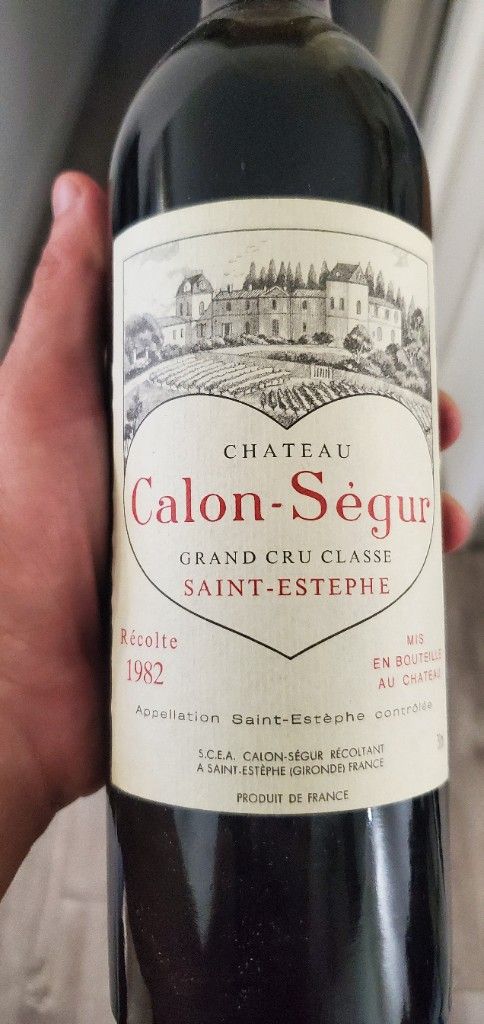 CHATEAU
Calon-Ségur
GRAND CRU CLASSE
SAINT-ESTEPHE
Récolte
1982
MIS
EN BOUTEILLE
AU CHATEAU
Appellation Saint-Estèphe contrôlée
S.C.E.A. CALON-SÉGUR RÉCOLTANT
A SAINT-ESTÈPHE (GIRONDE) FRANCE
PRODUIT DE FRANCE